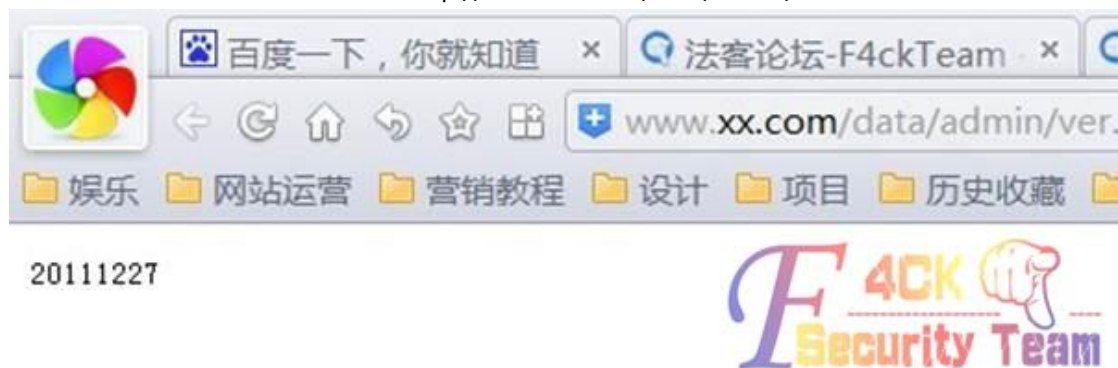 百度一下，你就知道 × 法客论坛-F4ckTeam - ×
www.xx.com/data/admin/ver.
娱乐 网站运营 营销教程 设计 项目 历史收藏
20111227
F4CK
Security Team